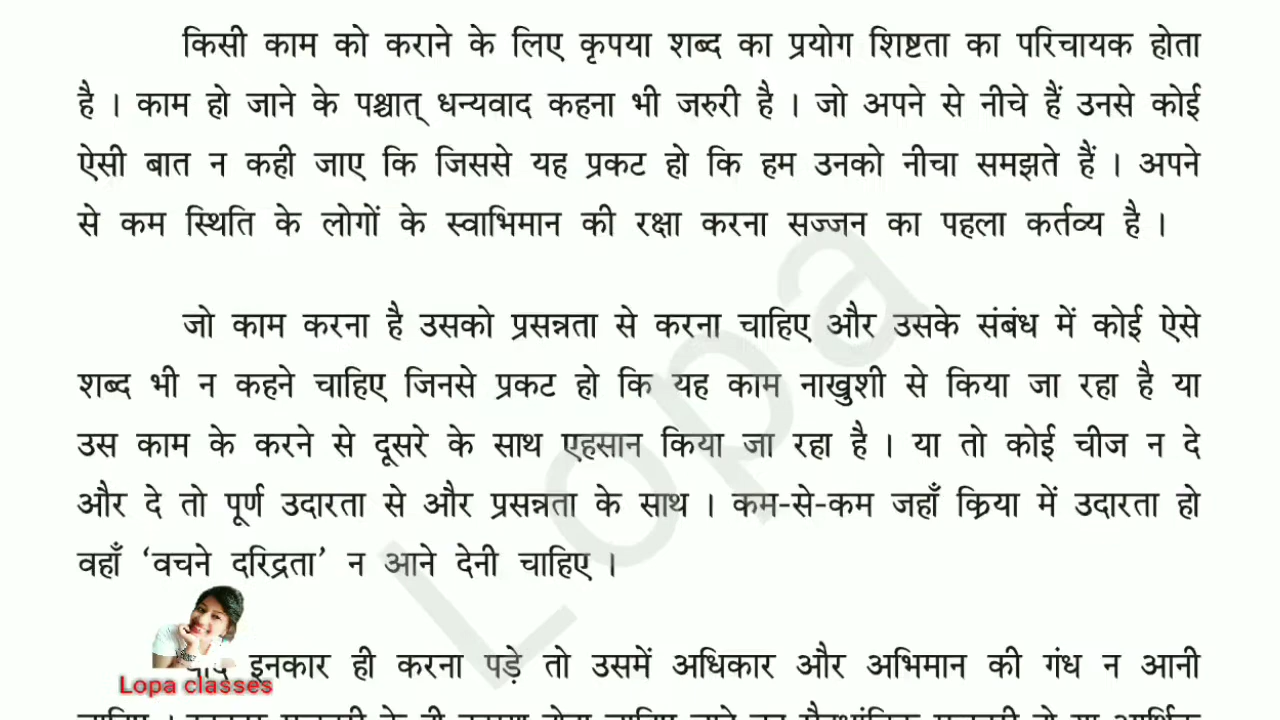 किसी काम को कराने के लिए कृपया शब्द का प्रयोग शिष्टता का परिचायक होता
है । काम हो जाने के पश्चात् धन्यवाद कहना भी जरुरी है । जो अपने से नीचे हैं उनसे कोई
ऐसी बात न कही जाए कि जिससे यह प्रकट हो कि हम उनको नीचा समझते हैं । अपने
से कम स्थिति के लोगों के स्वाभिमान की रक्षा करना सज्जन का पहला कर्तव्य है ।
जो काम करना है उसको प्रसन्नता से करना चाहिए और उसके संबंध में कोई ऐसे
शब्द भी न कहने चाहिए जिनसे प्रकट हो कि यह काम नाखुशी से किया जा रहा है या
उस काम के करने से दूसरे के साथ एहसान किया जा रहा है । या तो कोई चीज न दे
और दे तो पूर्ण उदारता से और प्रसन्नता के साथ । कम-से-कम जहाँ क्रिया में उदारता हो
वहाँ ‘वचने दरिद्रता’ न आने देनी चाहिए ।
इनकार ही करना पड़े तो उसमें अधिकार और अभिमान की गंध न आनी
Lopa classes
Lopa